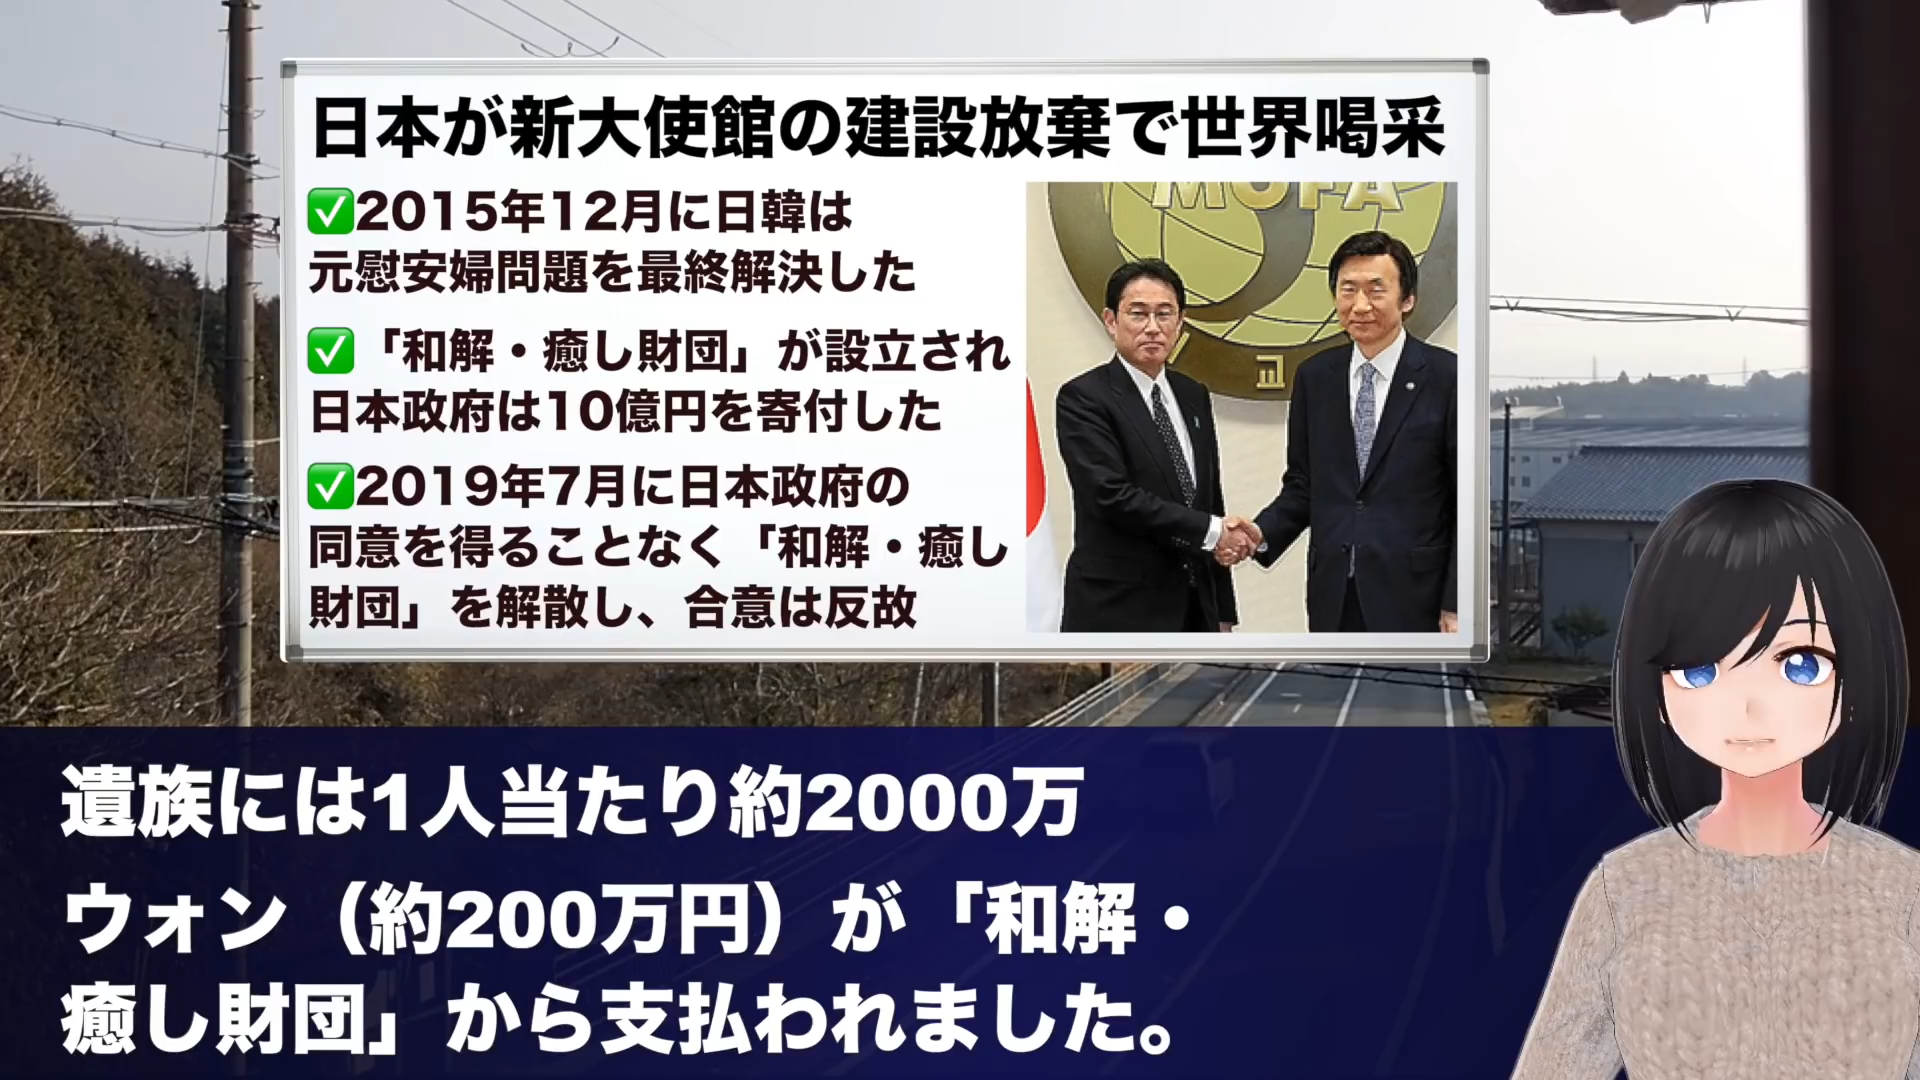 日本が新大使館の建設放棄で世界喝采
✅2015年12月に日韓は
元慰安婦問題を最終解決した
✅「和解・癒し財団」が設立され
日本政府は10億円を寄付した
✅2019年7月に日本政府の
同意を得ることなく「和解・癒し
財団」を解散し、合意は反故
MOFA
교
遺族には1人当たり約2000万
ウォン（約200万円）が「和解・
癒し財団」から支払われました。